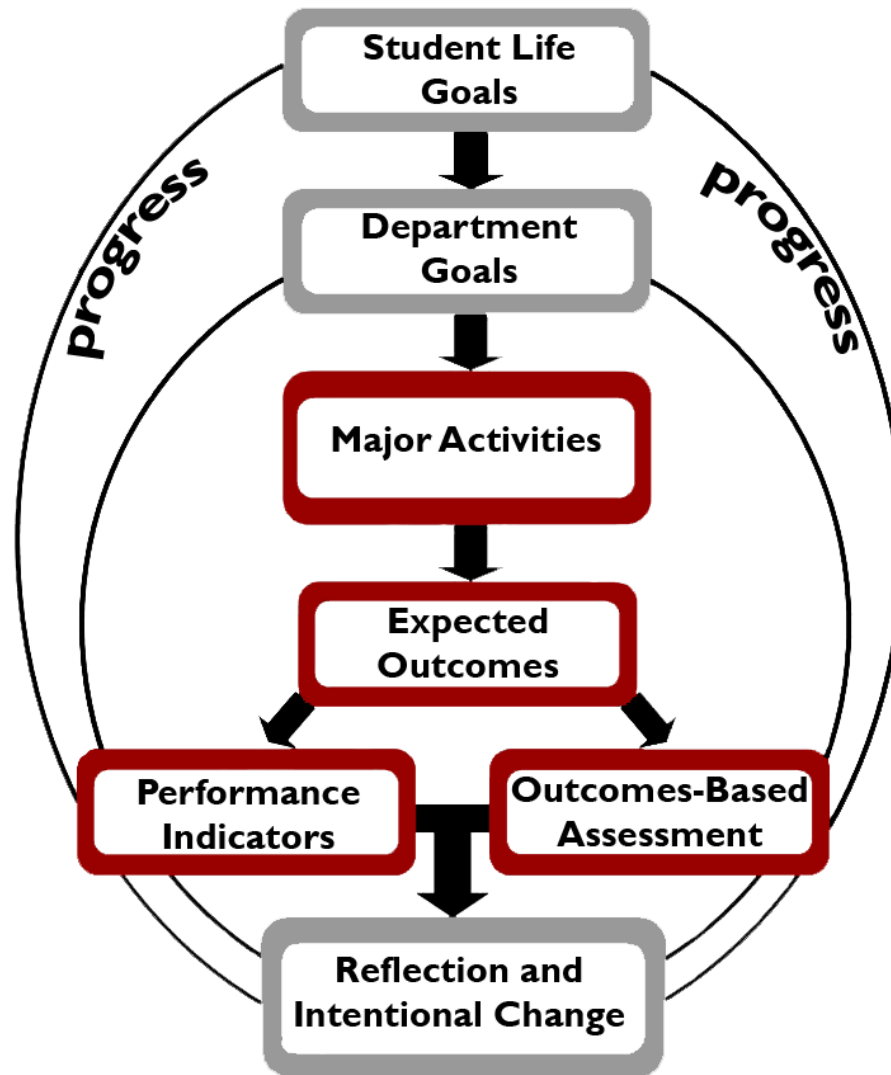 Student Life
Goals
progress
progress
Department
Goals
Major Activities
Expected
Outcomes
Performance
Indicators
Outcomes-Based
Assessment
Reflection and
Intentional Change